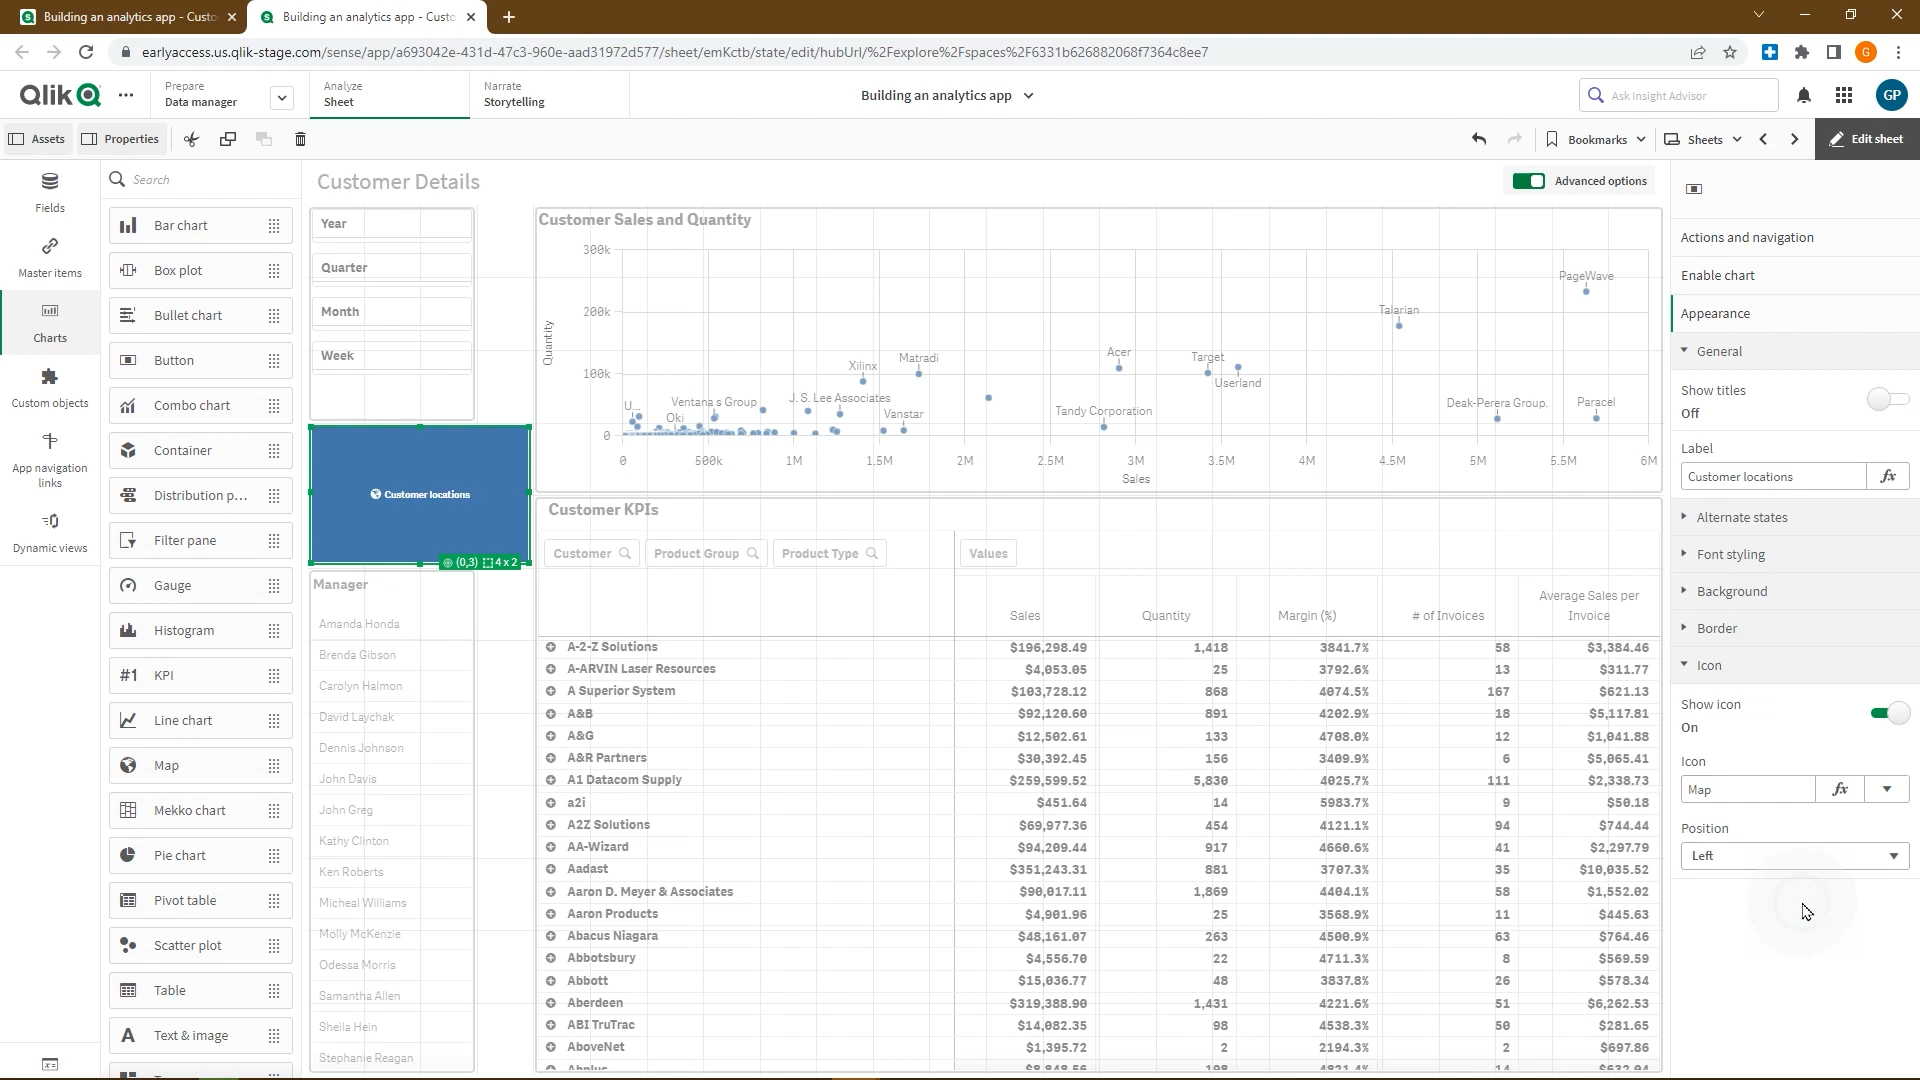 Building an analytics app - Custo
Building an analytics app - Custo
earlyaccess.us.qlik-stage.com/sense/app/a693042e-431d-47c3-960e-aad31972d577/sheet/emKctb/state/edit/hubUrl/%2Fexplore%2Fspaces%2F6331b626882068f7364c8ee7
G
Qlik
Prepare
Data manager
Analyze
Sheet
Narrate
Storytelling
Building an analytics app
Ask Insight Advisor
GP
Assets
Properties
Bookmarks
Sheets
Edit sheet
Fields
Master items
Charts
Custom objects
App navigation
links
Dynamic views
Search
Bar chart
Box plot
Bullet chart
Button
Combo chart
Container
Distribution p...
Filter pane
Gauge
Histogram
#1 KPI
Line chart
Map
Mekko chart
Pie chart
Pivot table
Scatter plot
Table
A Text & image
Customer Details
Advanced options
Year
Quarter
Month
Week
Customer locations
(0,3) 4 x 2
Manager
Amanda Honda
Brenda Gibson
Carolyn Halmon
David Laychak
Dennis Johnson
John Davis
John Greg
Kathy Clinton
Ken Roberts
Micheal Williams
Molly McKenzie
Odessa Morris
Samantha Allen
Sheila Hein
Stephanie Reagan
Customer Sales and Quantity
300k
200k
100k
0
Quantity
PageWave
Talarian
Acer
Target
Userland
Xilinx
Matradi
U...
Oki
Ventana s Group
J. S. Lee Associates
Vanstar
Tandy Corporation
Deak-Perera Group.
Paracel
0 500k 1M 1.5M 2M 2.5M 3M 3.5M 4M 4.5M 5M 5.5M 6M
Sales
Customer KPIs
Customer Product Group Product Type Values
Sales Quantity Margin (%) # of Invoices Average Sales per Invoice
A-2-Z Solutions $196,298.49 1,418 3841.7% 58 $3,384.46
A-ARVIN Laser Resources $4,053.05 25 3792.6% 13 $311.77
A Superior System $103,728.12 868 4074.5% 167 $621.13
A&B $92,120.60 891 4202.9% 18 $5,117.81
A&G $12,502.61 133 4708.0% 12 $1,041.88
A&R Partners $30,392.45 156 3409.9% 6 $5,065.41
A1 Datacom Supply $259,599.52 5,830 4025.7% 111 $2,338.73
a2i $451.64 14 5983.7% 9 $50.18
A2Z Solutions $69,977.36 454 4121.1% 94 $744.44
AA-Wizard $94,209.44 917 4660.6% 41 $2,297.79
Aadast $351,243.31 881 3707.3% 35 $10,035.52
Aaron D. Meyer & Associates $90,017.11 1,869 4404.1% 58 $1,552.02
Aaron Products $4,901.96 25 3568.9% 11 $445.63
Abacus Niagara $48,161.07 263 4500.9% 63 $764.46
Abbotsbury $4,556.70 22 4711.3% 8 $569.59
Abbott $15,036.77 48 3837.8% 26 $578.34
Aberdeen $319,388.90 1,431 4221.6% 51 $6,262.53
ABI TruTrac $14,082.35 98 4538.3% 50 $281.65
AboveNet $1,395.72 2 2194.3% 2 $697.86
Actions and navigation
Enable chart
Appearance
General
Show titles
Off
Label
Customer locations
fx
Alternate states
Font styling
Background
Border
Icon
Show icon
On
Icon
Map
fx
Position
Left